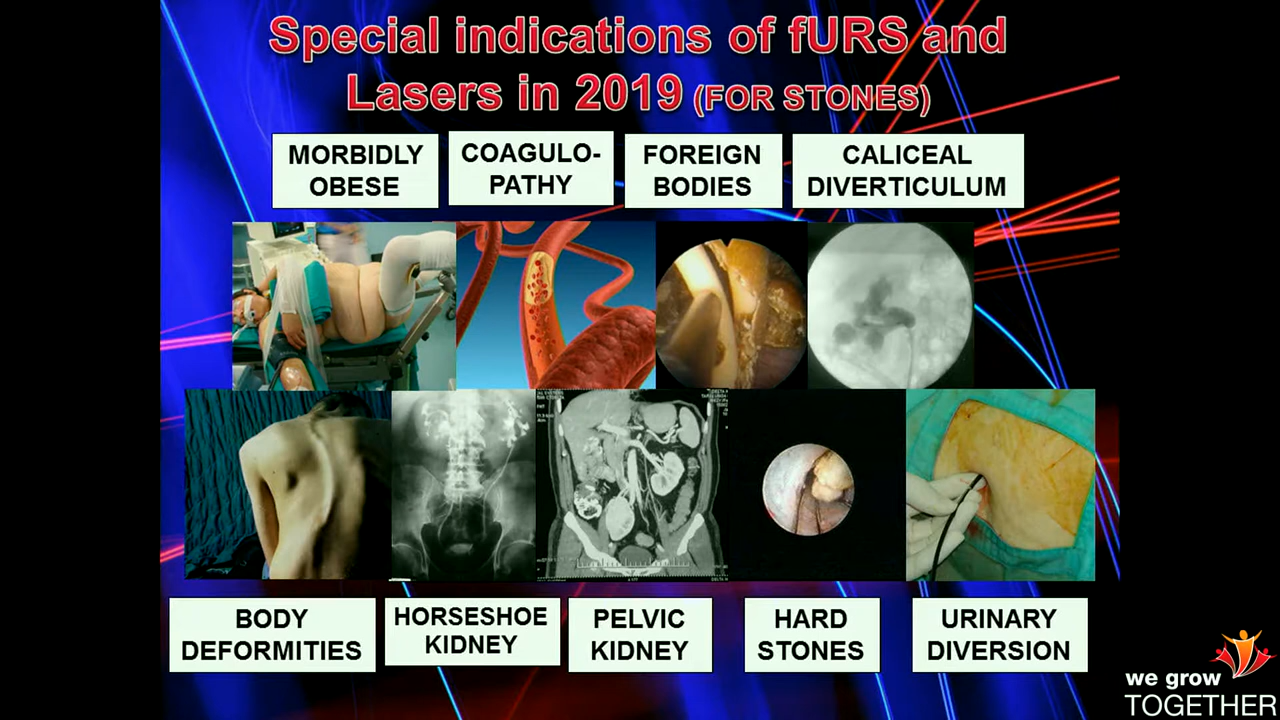 Special indications of fURS and
Lasers in 2019 (FOR STONES)
MORBIDLY
OBESE
COAGULO-
PATHY
FOREIGN
BODIES
CALICEAL
DIVERTICULUM
BODY
DEFORMITIES
HORSESHOE
KIDNEY
PELVIC
KIDNEY
HARD
STONES
URINARY
DIVERSION
we grow
TOGETHER